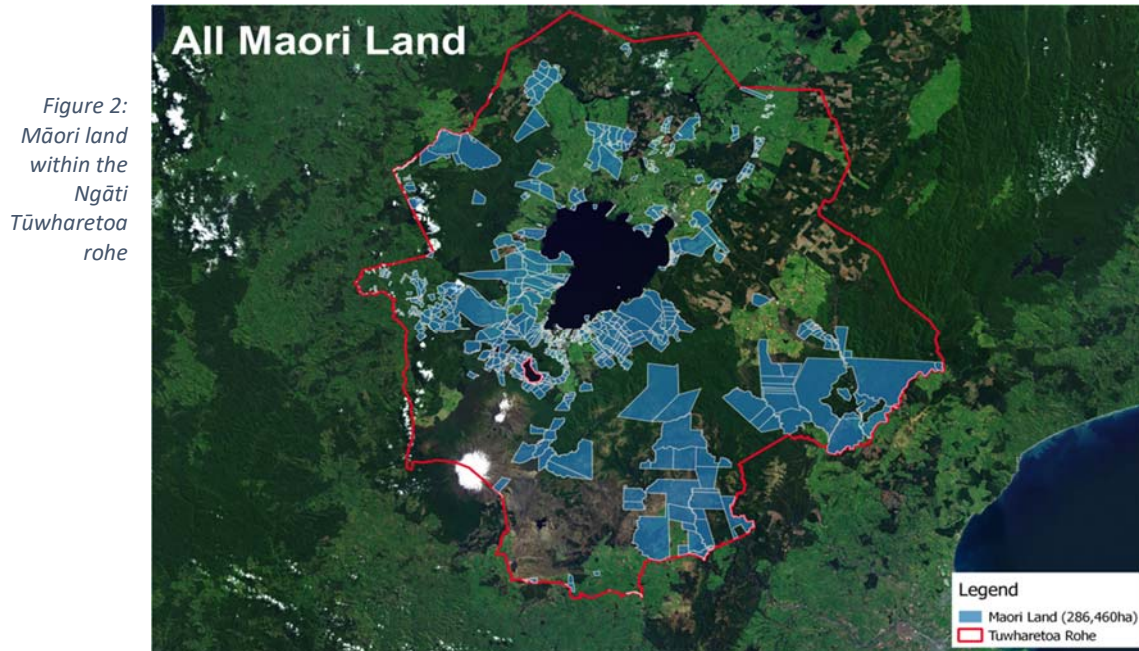 Figure 2:
Māori land
within the
Ngāti
Tūwharetoa
rohe
All Maori Land
Legend
Maori Land (286,460ha)
Tuwharetoa Rohe